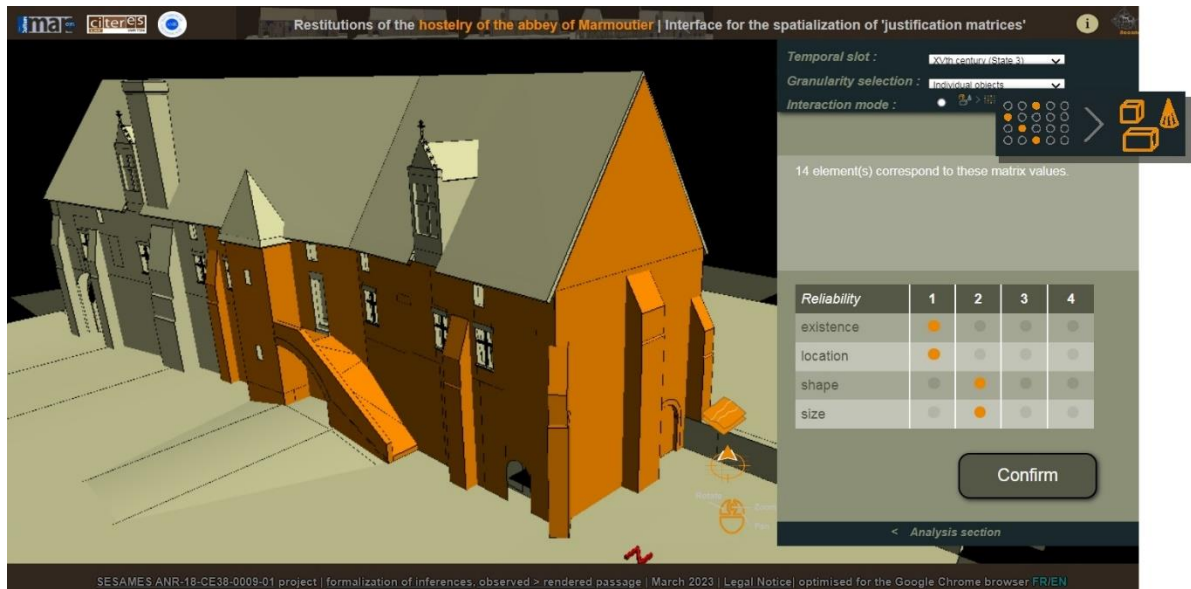 map citeres
Restitutions of the hostelry of the abbey of Marmoutier | Interface for the spatialization of 'justification matrices' i
Temporal slot : XVth century (State 3)
Granularity selection : Individual objects
Interaction mode :
14 element(s) correspond to these matrix values.
Reliability 1 2 3 4
existence
location
shape
size
Confirm
< Analysis section
SESAMES ANR-18-CE38-0009-01 project | formalization of inferences, observed > rendered passage | March 2023 | Legal Notice| optimised for the Google Chrome browser FR/EN